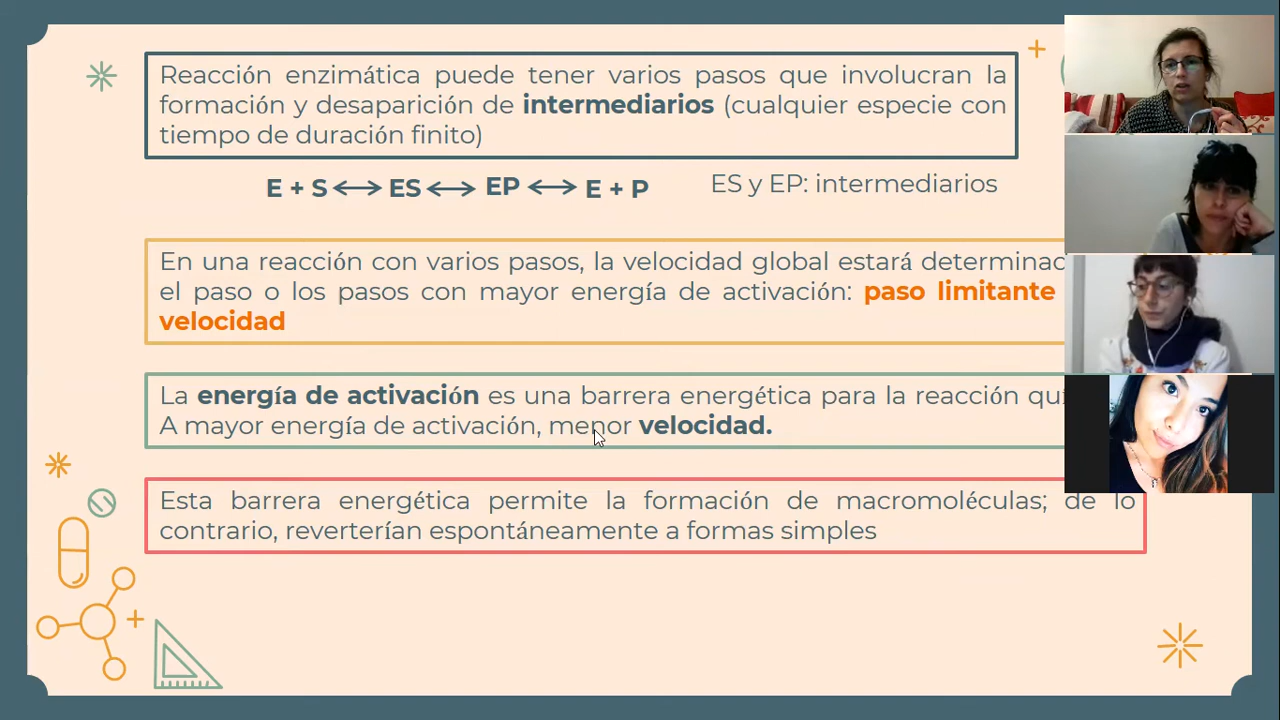 Reacción enzimática puede tener varios pasos que involucran la
formación y desaparición de intermediarios (cualquier especie con
tiempo de duración finito)
E + S ⟷ ES ⟷ EP ⟷ E + P
ES y EP: intermediarios
En una reacción con varios pasos, la velocidad global estará
el paso o los pasos con mayor energía de activación: paso limitante
velocidad
La energía de activación es una barrera energética para la reacción
A mayor energía de activación, menor velocidad.
Esta barrera energética permite la formación de macromoléculas; de lo
contrario, reverterían espontáneamente a formas simples